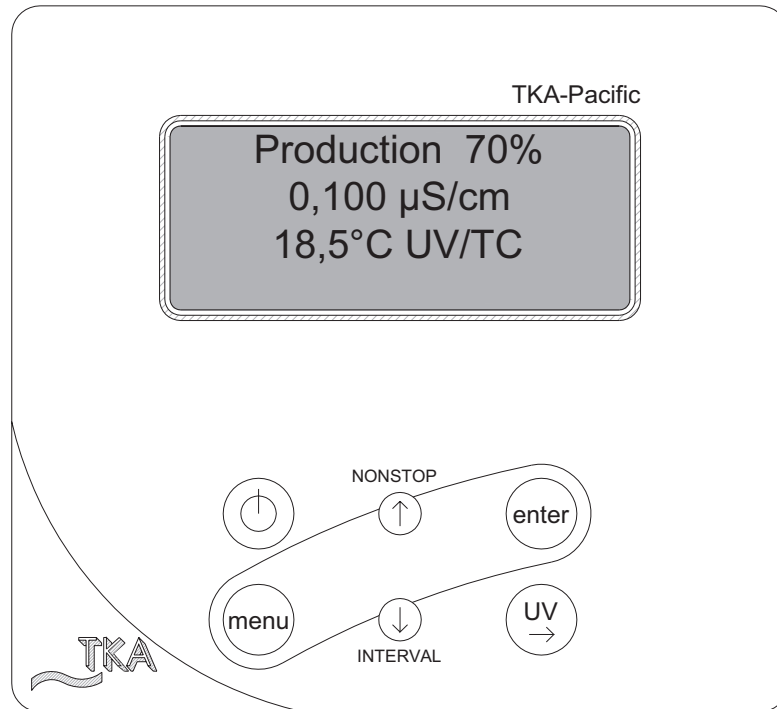 TKA-Pacific
Production 70%
0,100 µS/cm
18,5°C UV/TC
NONSTOP
enter
menu
UV
INTERVAL
TKA